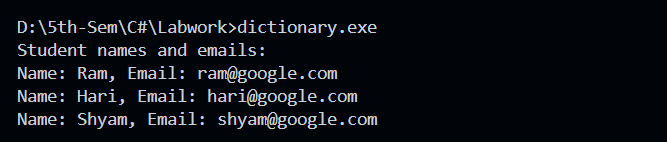 D:\5th-Sem\C#\Labwork>dictionary.exe
Student names and emails:
Name: Ram, Email: ram@google.com
Name: Hari, Email: hari@google.com
Name: Shyam, Email: shyam@google.com